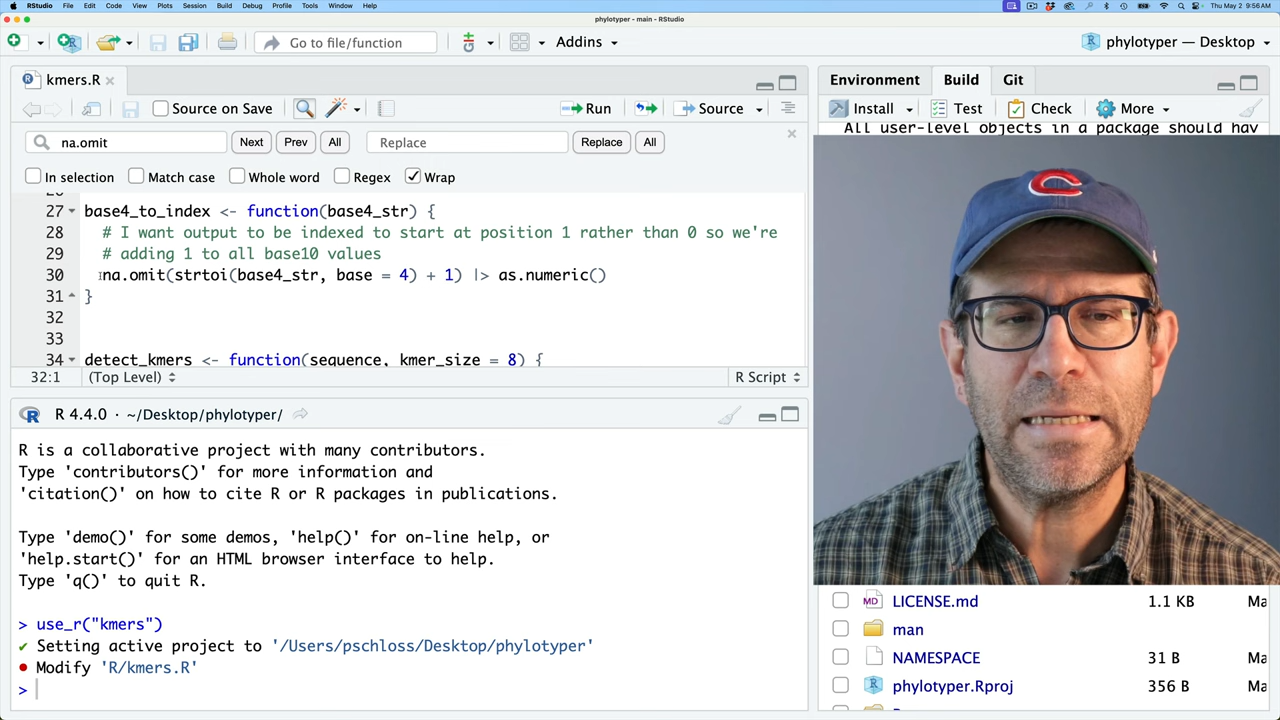 RStudio File Edit Code View Plots Session Build Debug Profile Tools Window Help Thu May 2 9:56 AM
phylotyper - main - RStudio
Go to file/function Addins phylotyper — Desktop
kmers.R
Source on Save Run Source
na.omit Next Prev All Replace Replace All
In selection Match case Whole word Regex Wrap
27 base4_to_index <- function(base4_str) {
28 # I want output to be indexed to start at position 1 rather than 0 so we're
29 # adding 1 to all base10 values
30 na.omit(strtoi(base4_str, base = 4) + 1) |> as.numeric()
31 }
32
33
34 detect_kmers <- function(sequence, kmer_size = 8) {
32:1 (Top Level) R Script
R 4.4.0 · ~/Desktop/phylotyper/
R is a collaborative project with many contributors.
Type 'contributors()' for more information and
'citation()' on how to cite R or R packages in publications.
Type 'demo()' for some demos, 'help()' for on-line help, or
'help.start()' for an HTML browser interface to help.
Type 'q()' to quit R.
> use_r("kmers")
✔ Setting active project to '/Users/pschloss/Desktop/phylotyper'
● Modify 'R/kmers.R'
>
Environment Build Git
Install Test Check More
All user-level objects in a package should hav
LICENSE.md 1.1 KB Ma
man
NAMESPACE 31 B Ma
phylotyper.Rproj 356 B Ma